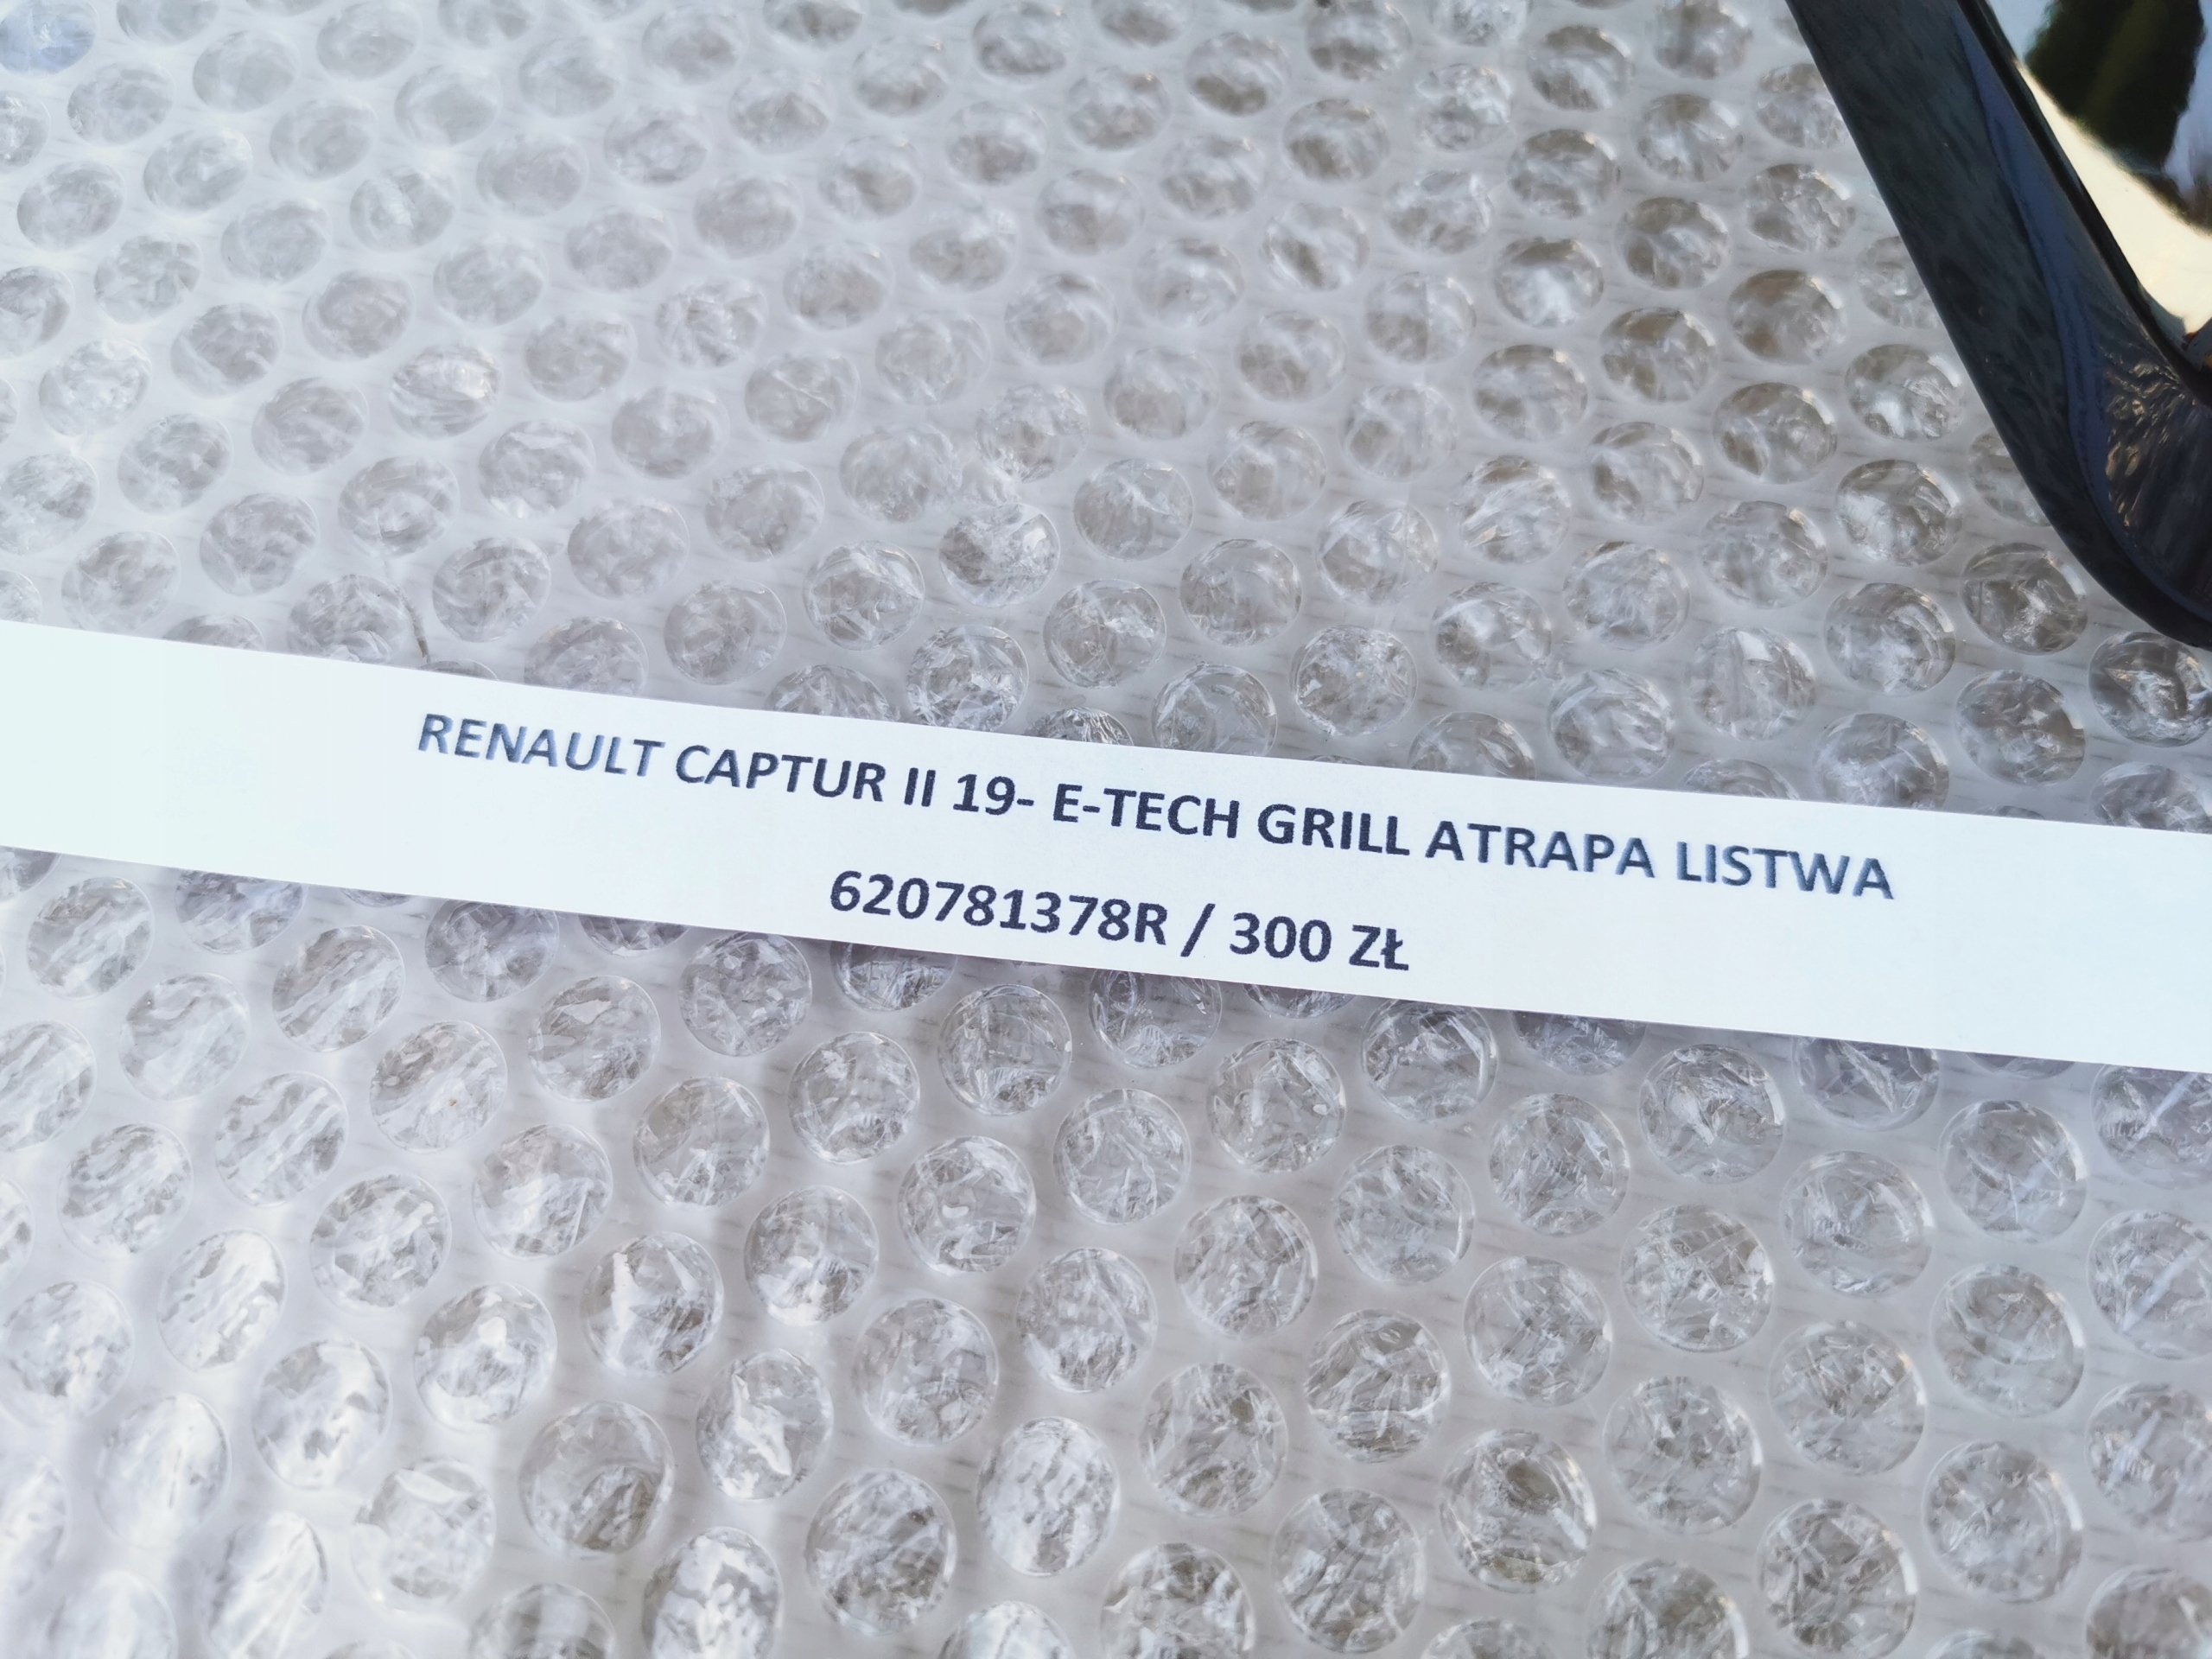 RENAULT CAPTUR II 19- E-TECH GRILL ATRAPA LISTWA
620781378R / 300 ZŁ